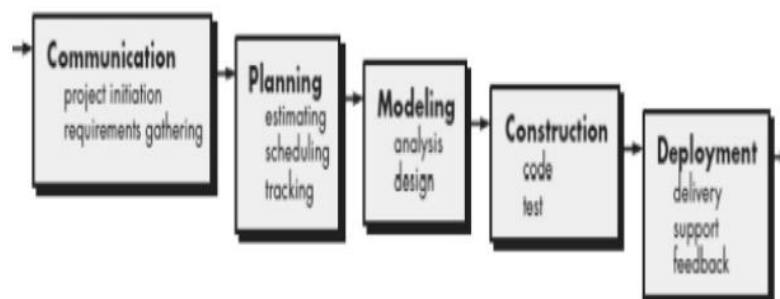 Communication
project initiation
requirements gathering
Planning
estimating
scheduling
tracking
Modeling
analysis
design
Construction
code
test
Deployment
delivery
support
feedback